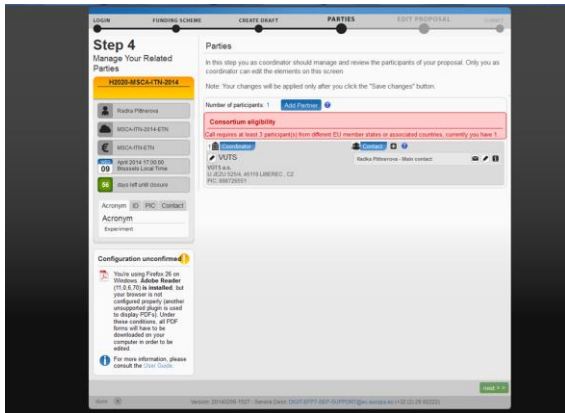 LOGIN
FUNDING SCHEME
CREATE DRAFT
PARTIES
EDIT PROPOSAL
SUBMIT
Step 4
Manage Your Related
Parties
H2020-MSCA-ITN-2014
Radka Pittnerova
MSCA-ITN-2014-ETN
MSCA-ITN-ETN
09
April 2014 17:00:00
Brussels Local Time
56
days left until closure
Acronym ID PIC Contact
Acronym
Experiment
Configuration unconfirmed
You're using Firefox 26 on
Windows. Adobe Reader
(11.0.6.70) is installed, but
your browser is not
configured properly (another
unsupported plugin is used
to display PDFs). Under
these conditions, all PDF
forms will have to be
downloaded on your
computer in order to be
edited.
For more information, please
consult the User Guide.
Parties
In this step you as coordinator should manage and review the participants of your proposal. Only you as
coordinator can edit the elements on this screen
Note: Your changes will be applied only after you click the "Save changes" button.
Number of participants: 1 Add Partner
Consortium eligibility
Call requires at least 3 participant(s) from different EU member states or associated countries, currently you have 1.
1 Coordinator
Contact
VUTS
VUTS a.s.
LIBEREC, CZ
Radka Pittnerova - Main contact
next >>